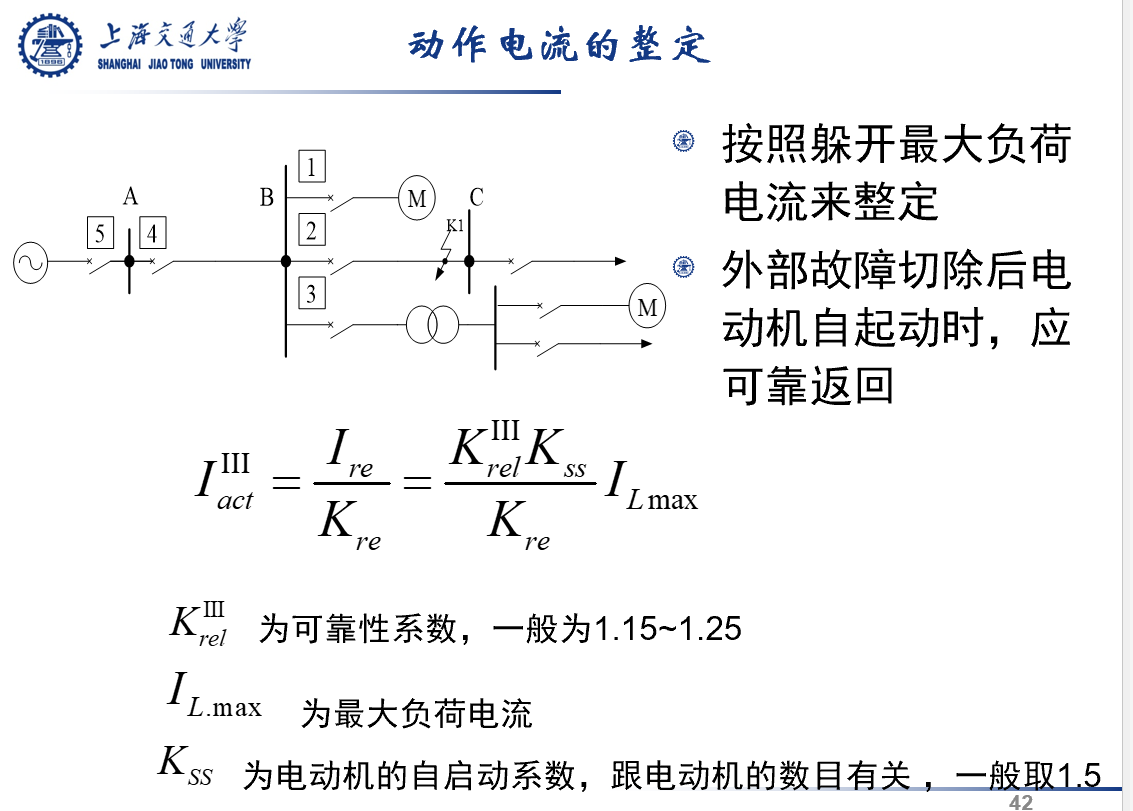 上海交通大学
SHANGHAI JIAO TONG UNIVERSITY
1896
动作电流的整定
按照躲开最大负荷
电流来整定
外部故障切除后电
动机自起动时，应
可靠返回
A
B
C
1
2
3
4
5
M
K1
M
I_{act}^{III} = \frac{I_{re}}{K_{re}} = \frac{K_{rel}^{III} K_{ss}}{K_{re}} I_{L\max}
K_{rel}^{III} 为可靠性系数，一般为1.15~1.25
I_{L.max} 为最大负荷电流
K_{SS} 为电动机的自启动系数，跟电动机的数目有关 ，一般取1.5
42